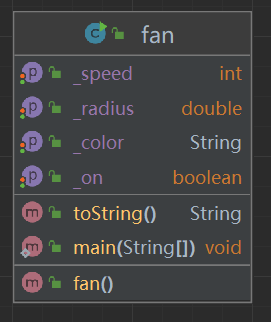 fan
_speed int
_radius double
_color String
_on boolean
toString() String
main(String[]) void
fan()